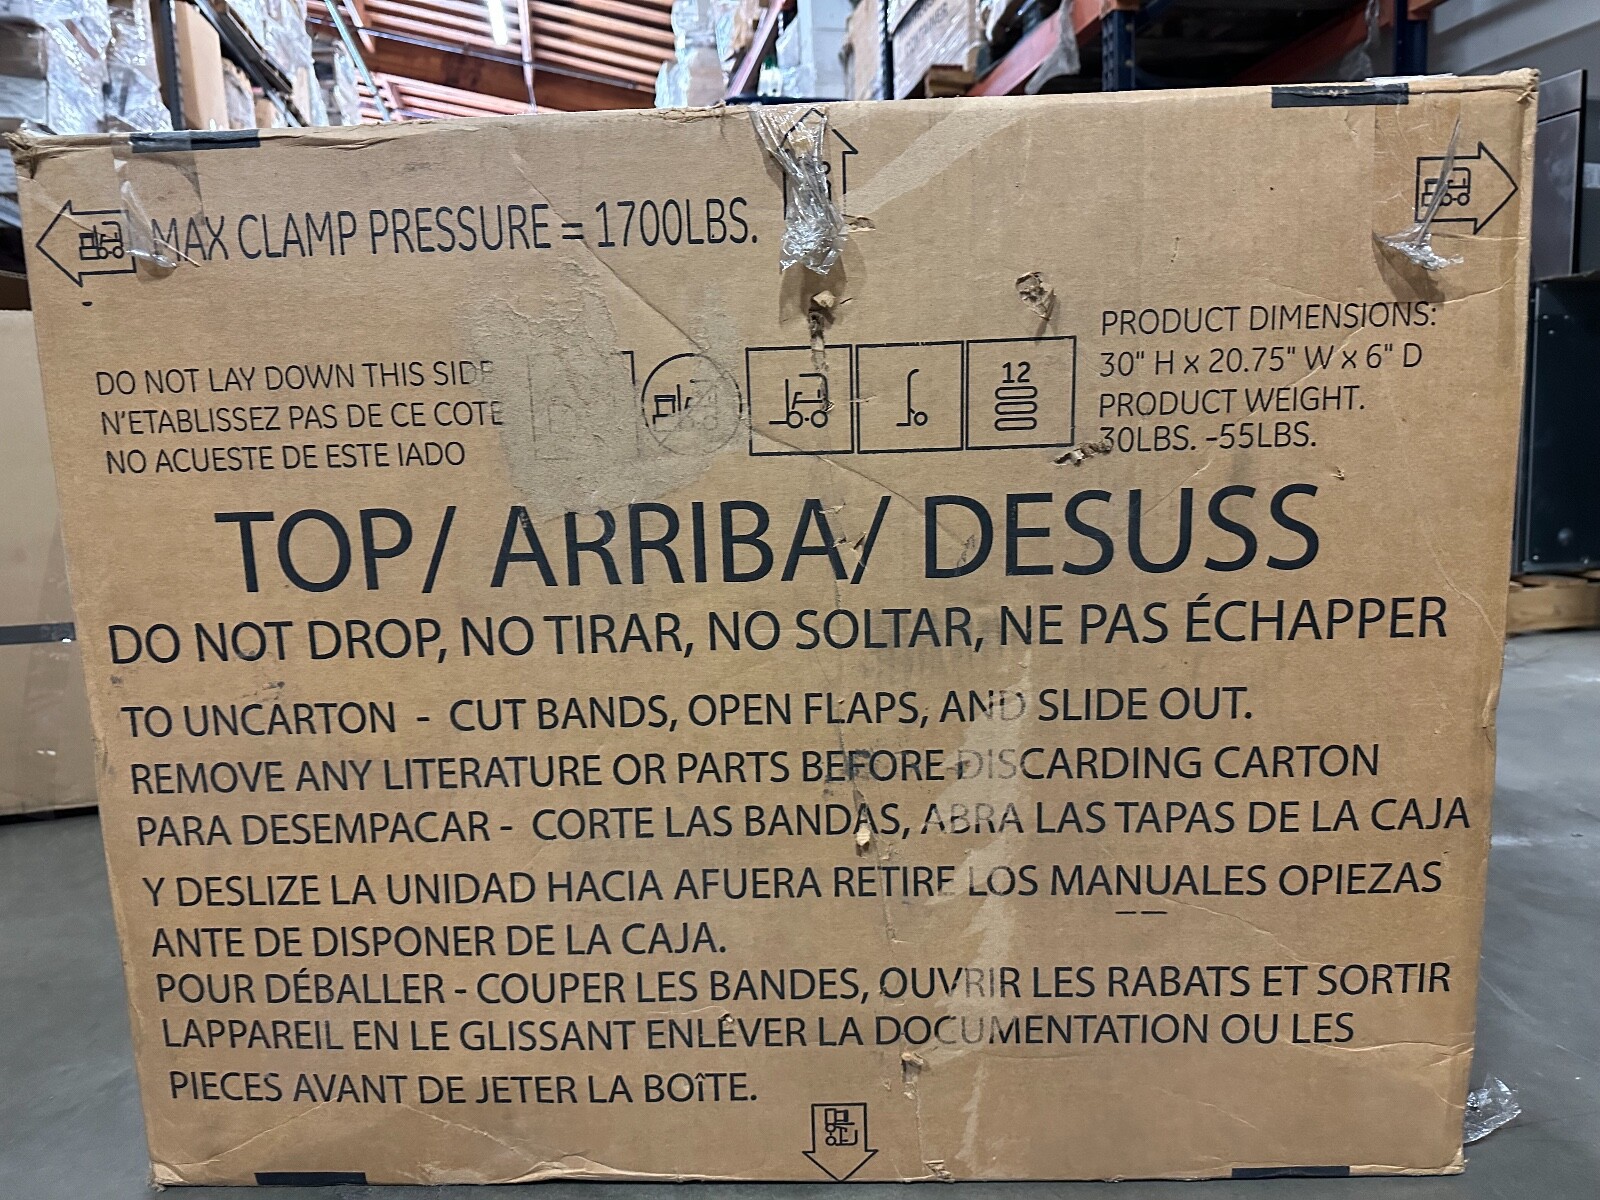 MAX CLAMP PRESSURE = 1700LBS.
DO NOT LAY DOWN THIS SIDE
N'ETABLISSEZ PAS DE CE COTE
NO ACUESTE DE ESTE lADO
12
PRODUCT DIMENSIONS:
30" H x 20.75" W x 6" D
PRODUCT WEIGHT.
30LBS. -55LBS.
TOP/ ARRIBA/ DESUSS
DO NOT DROP, NO TIRAR, NO SOLTAR, NE PAS ÉCHAPPER
TO UNCARTON - CUT BANDS, OPEN FLAPS, AND SLIDE OUT.
REMOVE ANY LITERATURE OR PARTS BEFORE DISCARDING CARTON
PARA DESEMPACAR - CORTE LAS BANDAS, ABRA LAS TAPAS DE LA CAJA
Y DESLIZE LA UNIDAD HACIA AFUERA RETIRE LOS MANUALES OPIEZAS
ANTE DE DISPONER DE LA CAJA.
POUR DÉBALLER - COUPER LES BANDES, OUVRIR LES RABATS ET SORTIR
LAPPAREIL EN LE GLISSANT ENLEVER LA DOCUMENTATION OU LES
PIECES AVANT DE JETER LA BOîTE.